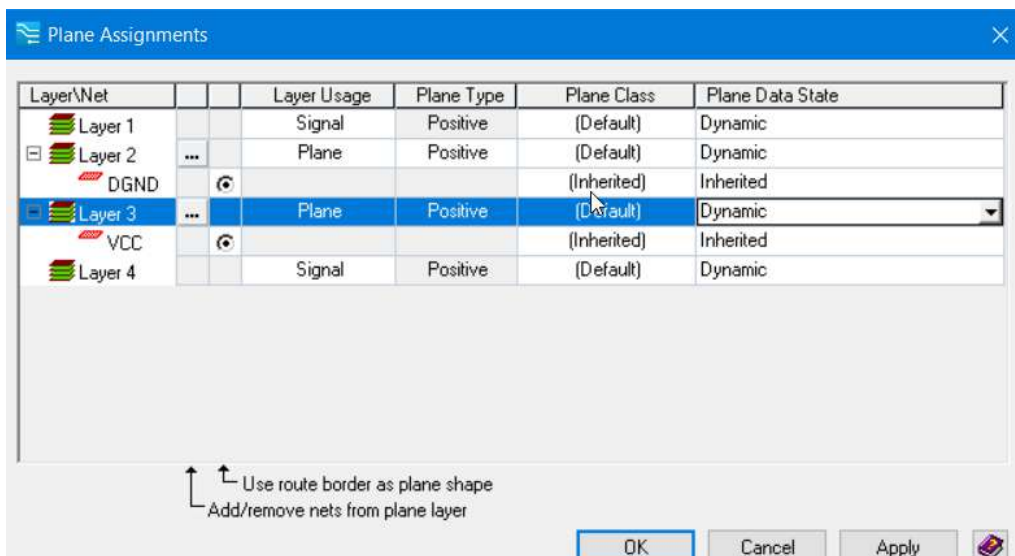 Plane Assignments
Layer\Net Layer Usage Plane Type Plane Class Plane Data State
Layer 1 Signal Positive (Default) Dynamic
Layer 2 ... Plane Positive (Default) Dynamic
DGND (Inherited) Inherited
Layer 3 ... Plane Positive (Default) Dynamic
VCC (Inherited) Inherited
Layer 4 Signal Positive (Default) Dynamic
Use route border as plane shape
Add/remove nets from plane layer
OK Cancel Apply